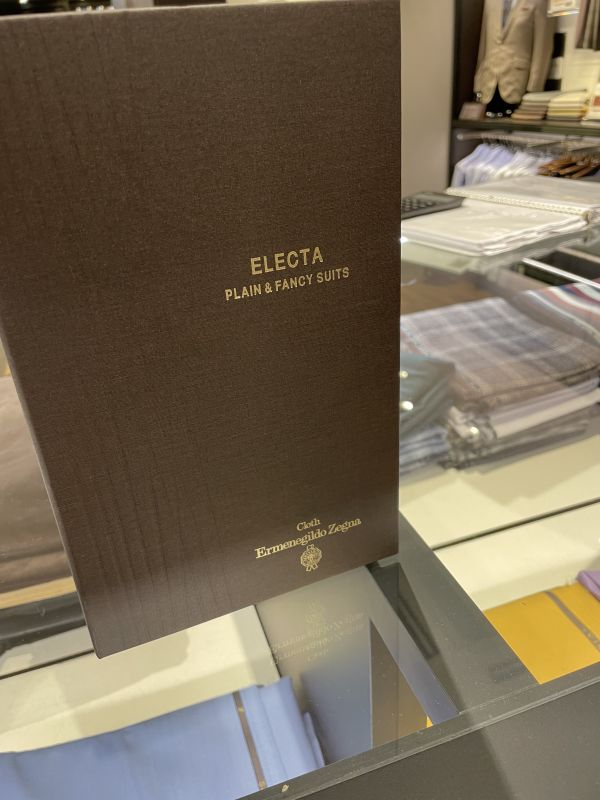 ELECTA
PLAIN & FANCY SUITS
Cloth
Ermenegildo Zegna